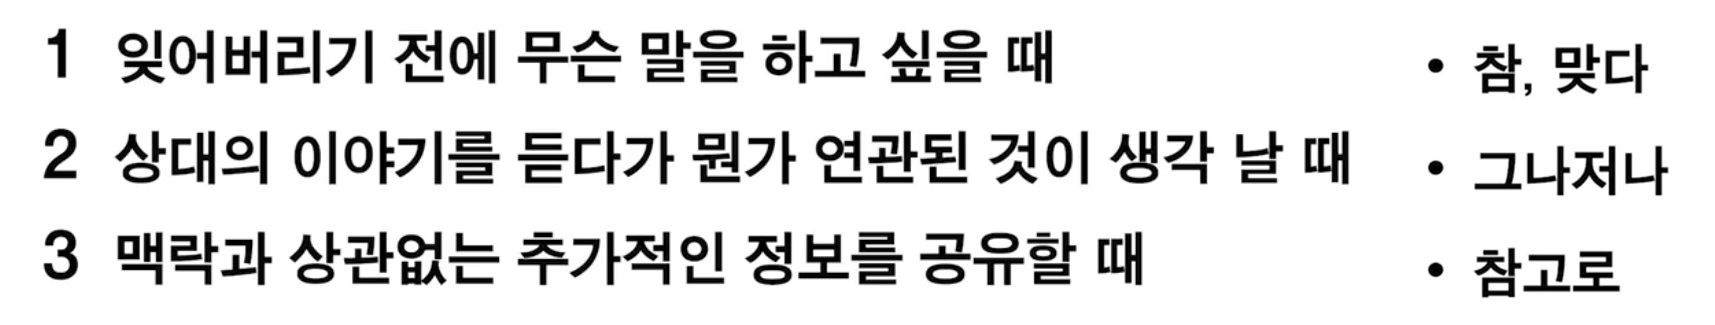 1 잊어버리기 전에 무슨 말을 하고 싶을 때
• 참, 맞다
2 상대의 이야기를 듣다가 뭔가 연관된 것이 생각 날 때
• 그나저나
3 맥락과 상관없는 추가적인 정보를 공유할 때
• 참고로